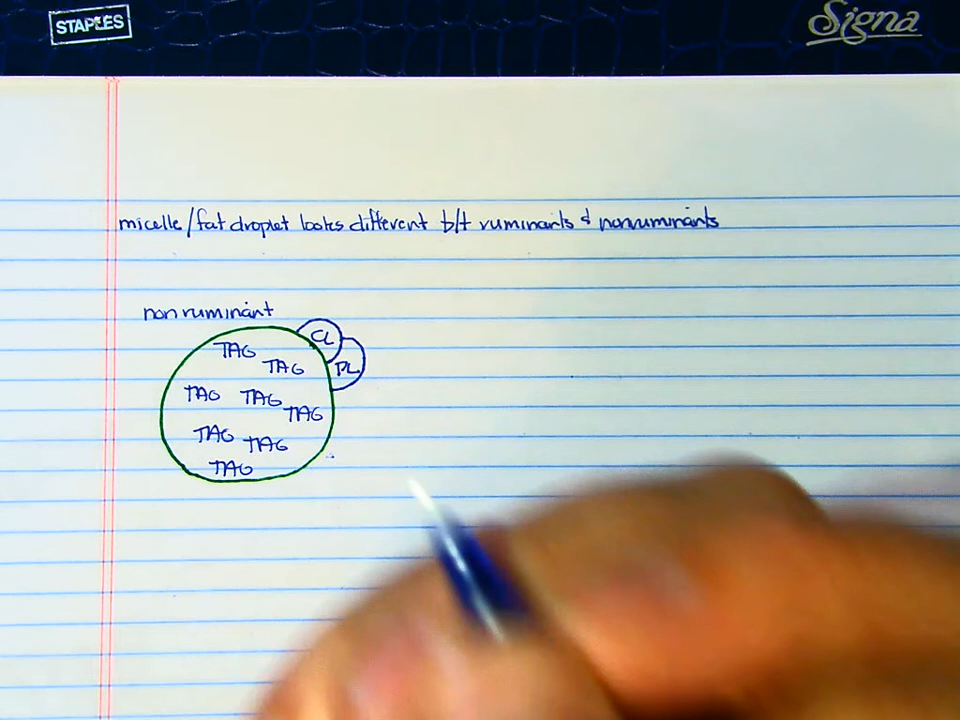 STAPLES
Signa
micelle/fat droplet looks different b/t ruminants & nonruminants
nonruminant
CL
TAG
PL
TAG
TAG
TAG
TAG
TAG
TAG
TAG